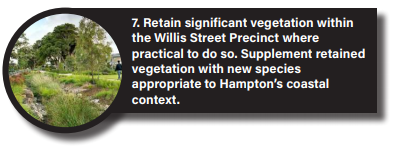 7. Retain significant vegetation within
the Willis Street Precinct where
practical to do so. Supplement retained
vegetation with new species
appropriate to Hampton's coastal
context.